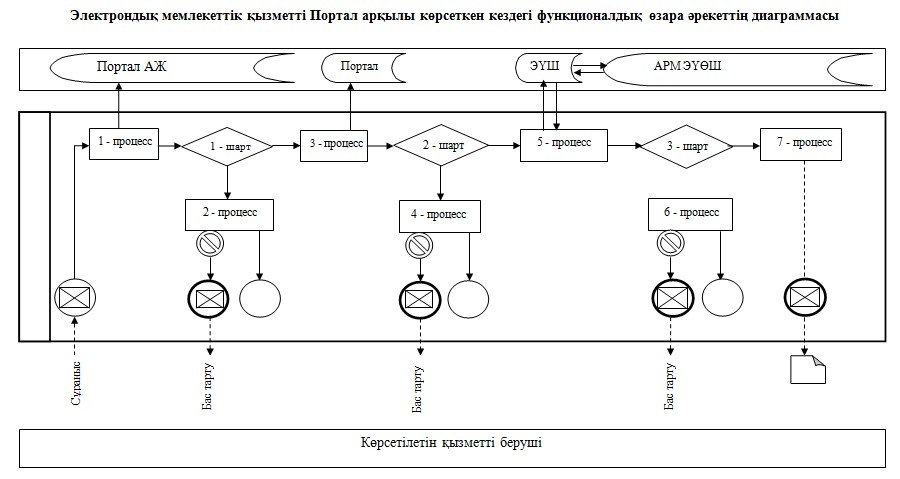 Электрондық мемлекеттік қызметті Портал арқылы көрсеткен кездегі функционалдық өзара әрекеттің диаграммасы
Портал АЖ
Портал
ЭҮШ
АРМ ЭҮӨШ
1 - процесс
1 - шарт
3 - процесс
2 - шарт
5 - процесс
3 - шарт
7 - процесс
2 - процесс
4 - процесс
6 - процесс
Сұраныс
Бас тарту
Бас тарту
Бас тарту
Көрсетілетін қызметті беруші